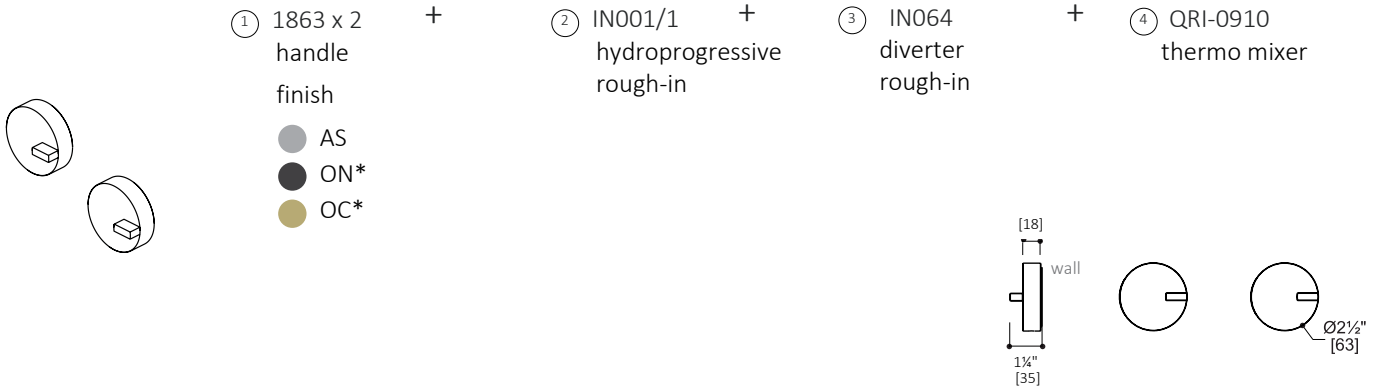 1 1863 x 2 +
handle
finish
AS
ON*
OC*
2 IN001/1 +
hydroprogressive
rough-in
3 IN064 +
diverter
rough-in
4 QRI-0910
thermo mixer
[18]
wall
1¼"
[35]
Ø2½"
[63]